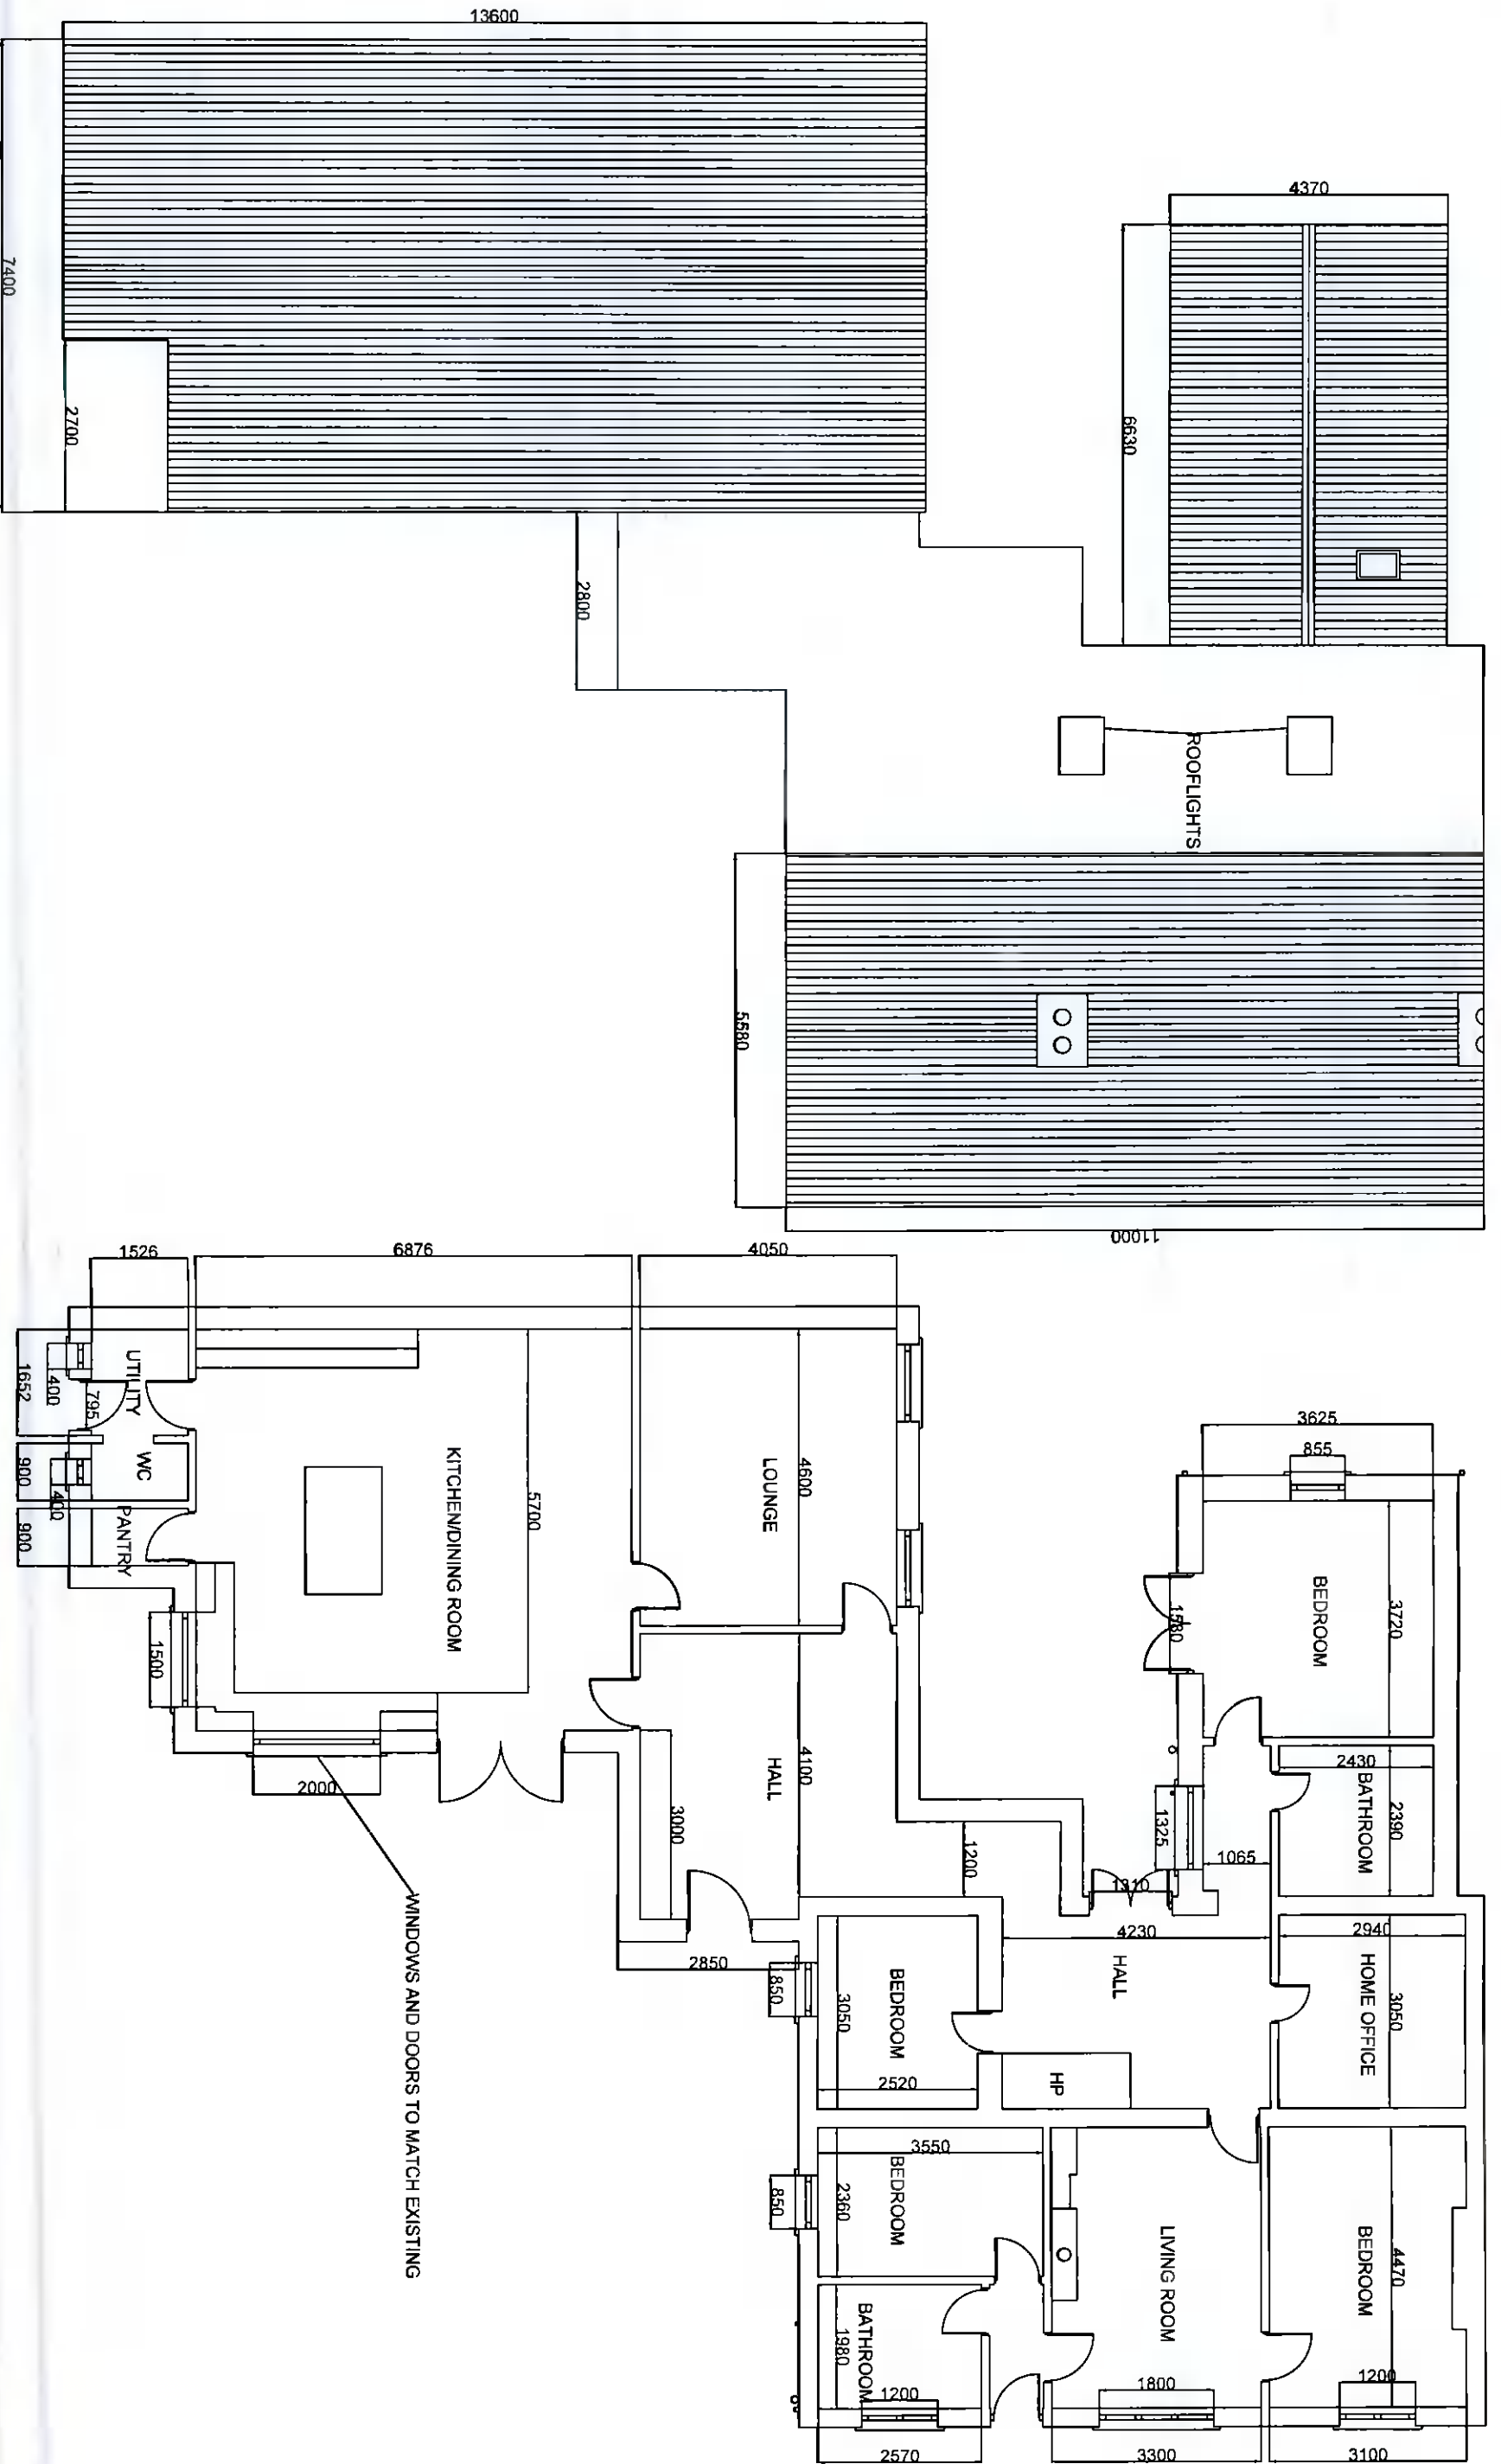 13600
7400
2700
2800
4370
6630
ROOFLIGHTS
5580
11000
1526
6876
4050
1652
400
795
900
400
900
UTILITY
WC
PANTRY
KITCHEN/DINING ROOM
5700
LOUNGE
4600
1500
2000
HALL
4100
3000
1200
2850
WINDOWS AND DOORS TO MATCH EXISTING
3625
855
BEDROOM
3720
1580
2430
BATHROOM
2390
1325
1065
1310
4230
HALL
2940
HOME OFFICE
3050
HP
BEDROOM
3050
850
2520
3550
BEDROOM
2360
850
LIVING ROOM
BEDROOM
4470
BATHROOM
1980
1200
1800
1200
2570
3300
3100